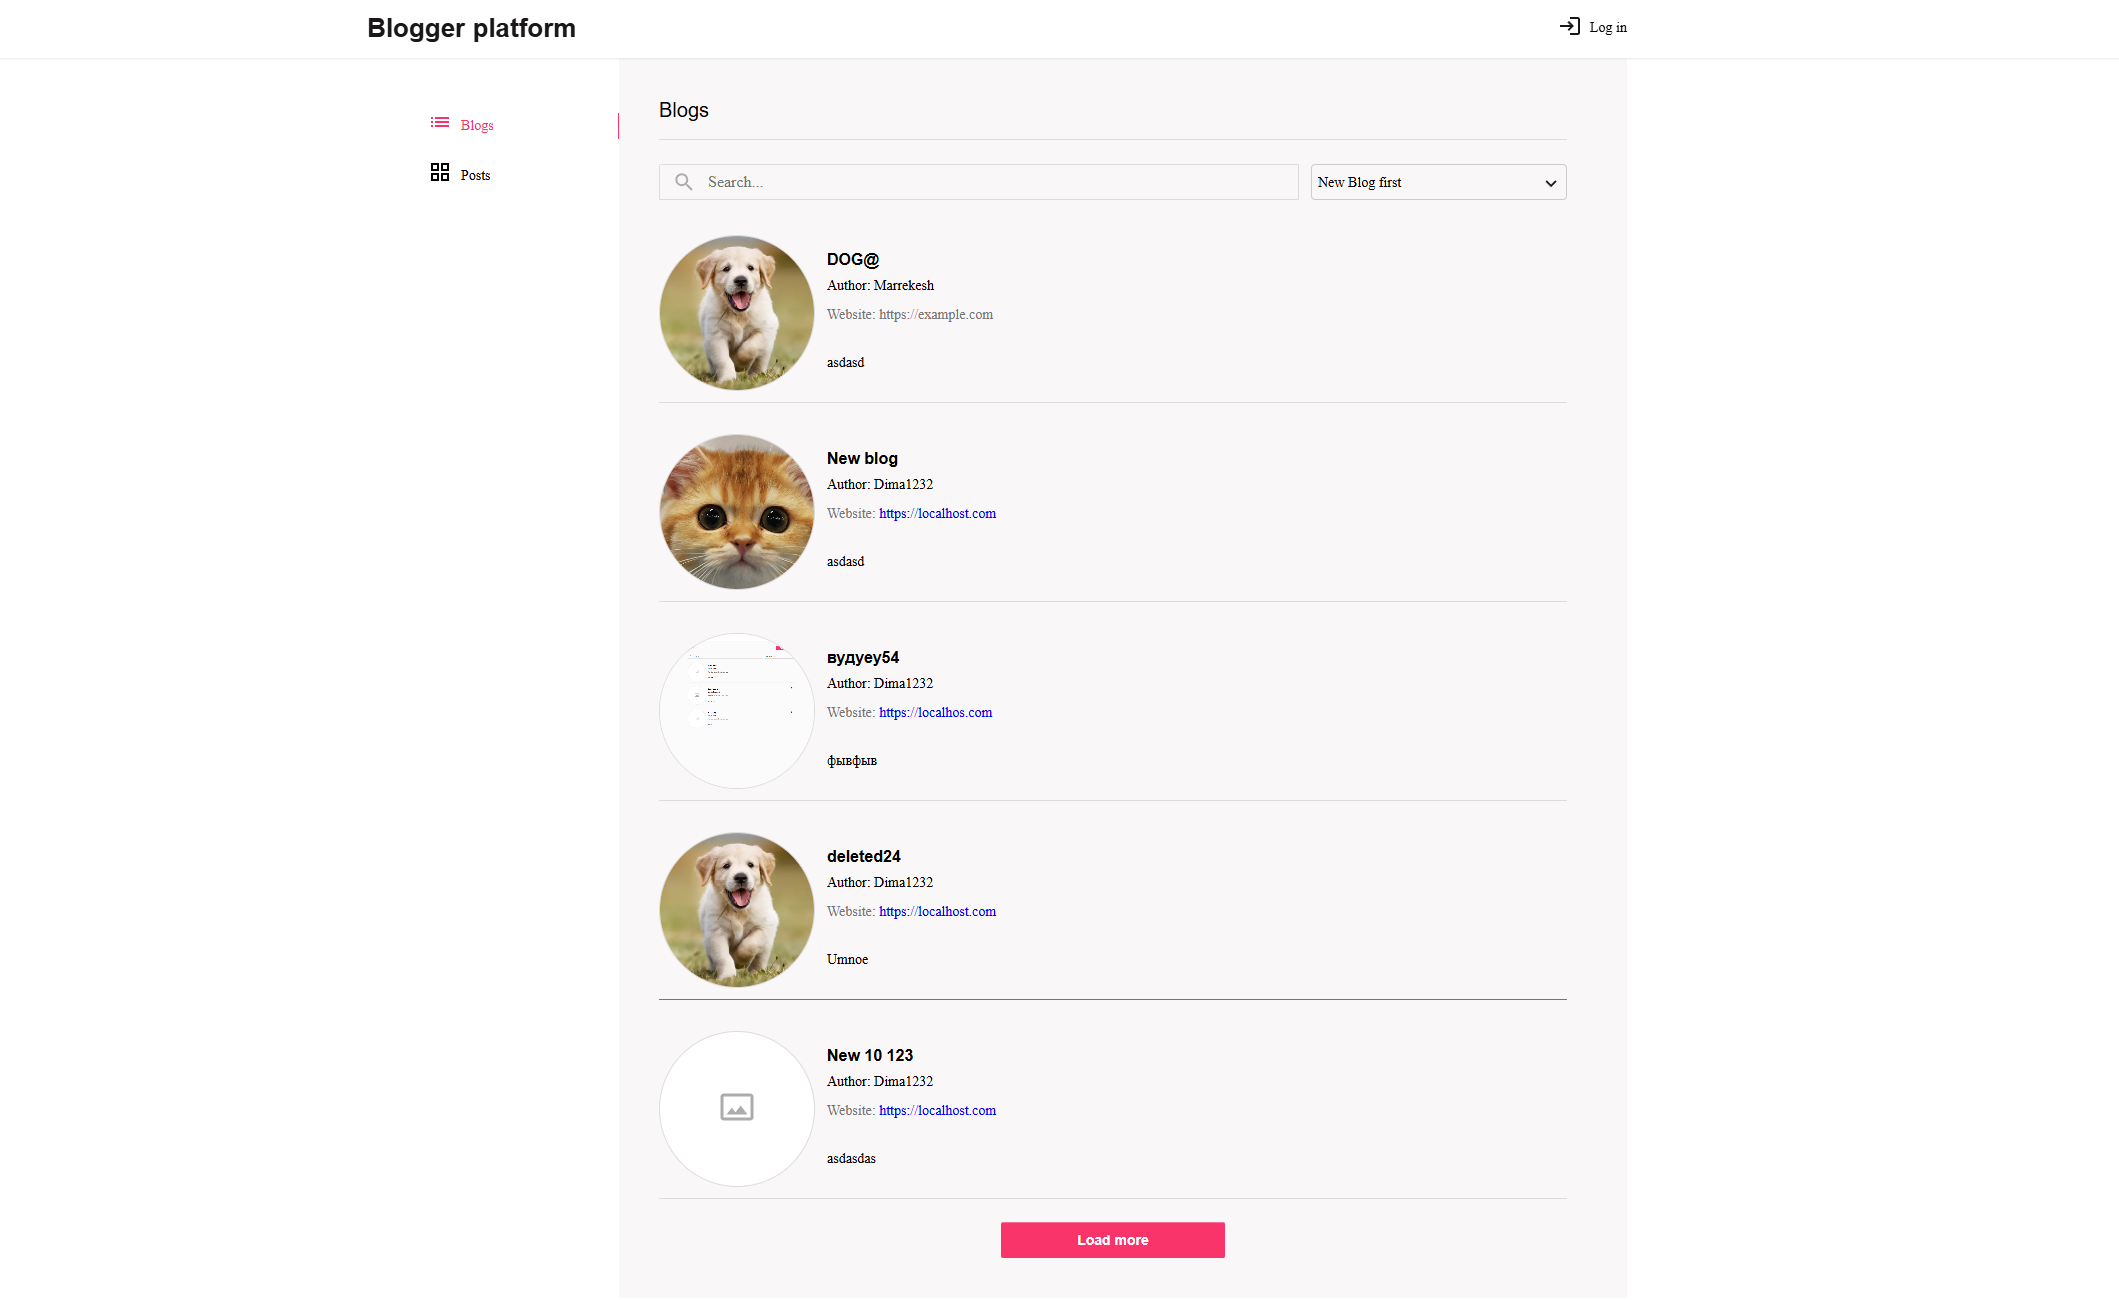 Blogger platform
Log in
Blogs
Posts
Blogs
Search...
New Blog first
DOG@
Author: Marrekesh
Website: https://example.com
asdasd
New blog
Author: Dima1232
Website: https://localhost.com
asdasd
вудуеу54
Author: Dima1232
Website: https://localhos.com
фывфыв
deleted24
Author: Dima1232
Website: https://localhost.com
Umnoe
New 10 123
Author: Dima1232
Website: https://localhost.com
asdasdas
Load more